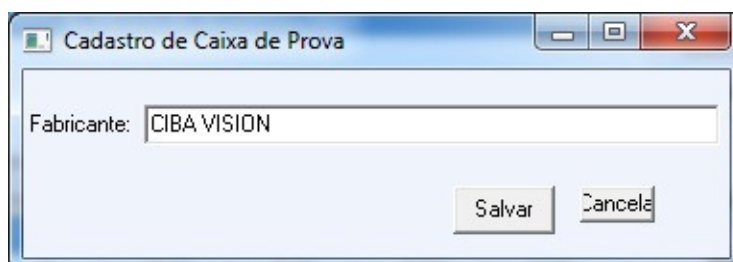 Cadastro de Caixa de Prova
Fabricante: CIBA VISION
Salvar Cancela